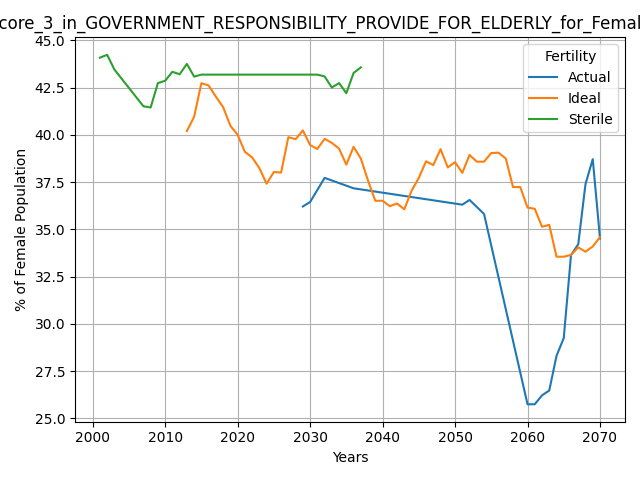 core_3_in_GOVERNMENT_RESPONSIBILITY_PROVIDE_FOR_ELDERLY_for_Femal
45.0
42.5
40.0
37.5
35.0
32.5
30.0
27.5
25.0
% of Female Population
Fertility
Actual
Ideal
Sterile
2000 2010 2020 2030 2040 2050 2060 2070
Years